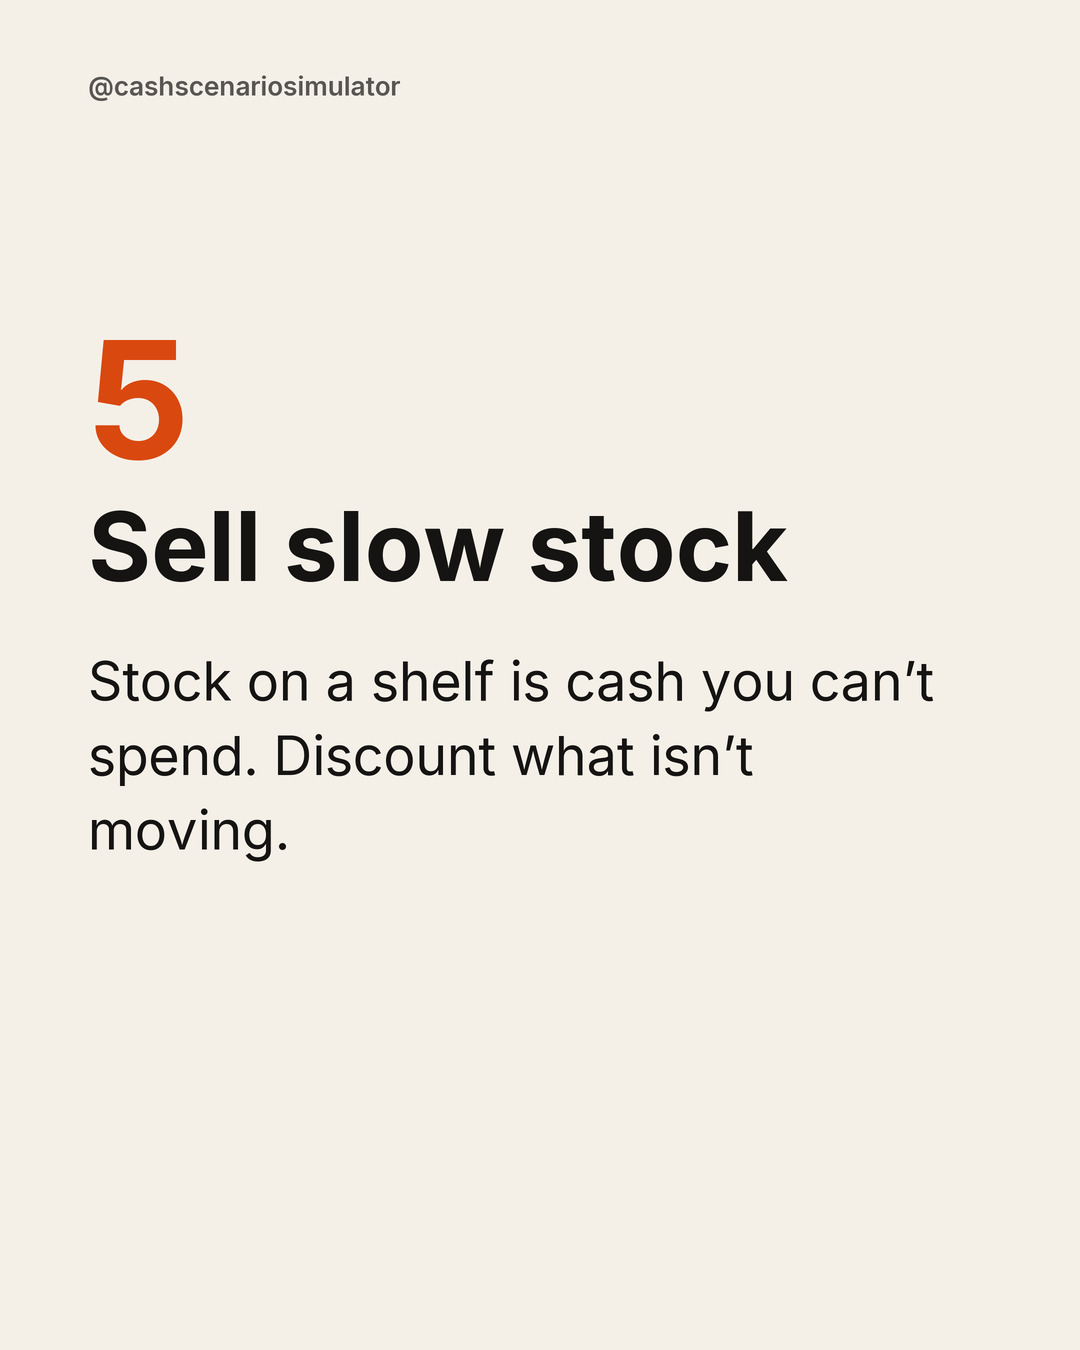 @cashscenariosimulator
5
Sell slow stock
Stock on a shelf is cash you can’t
spend. Discount what isn’t
moving.